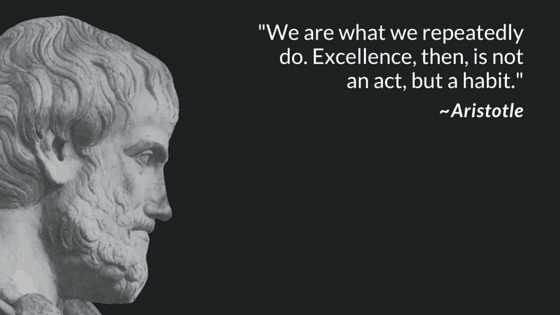 "We are what we repeatedly
do. Excellence, then, is not
an act, but a habit."
~Aristotle